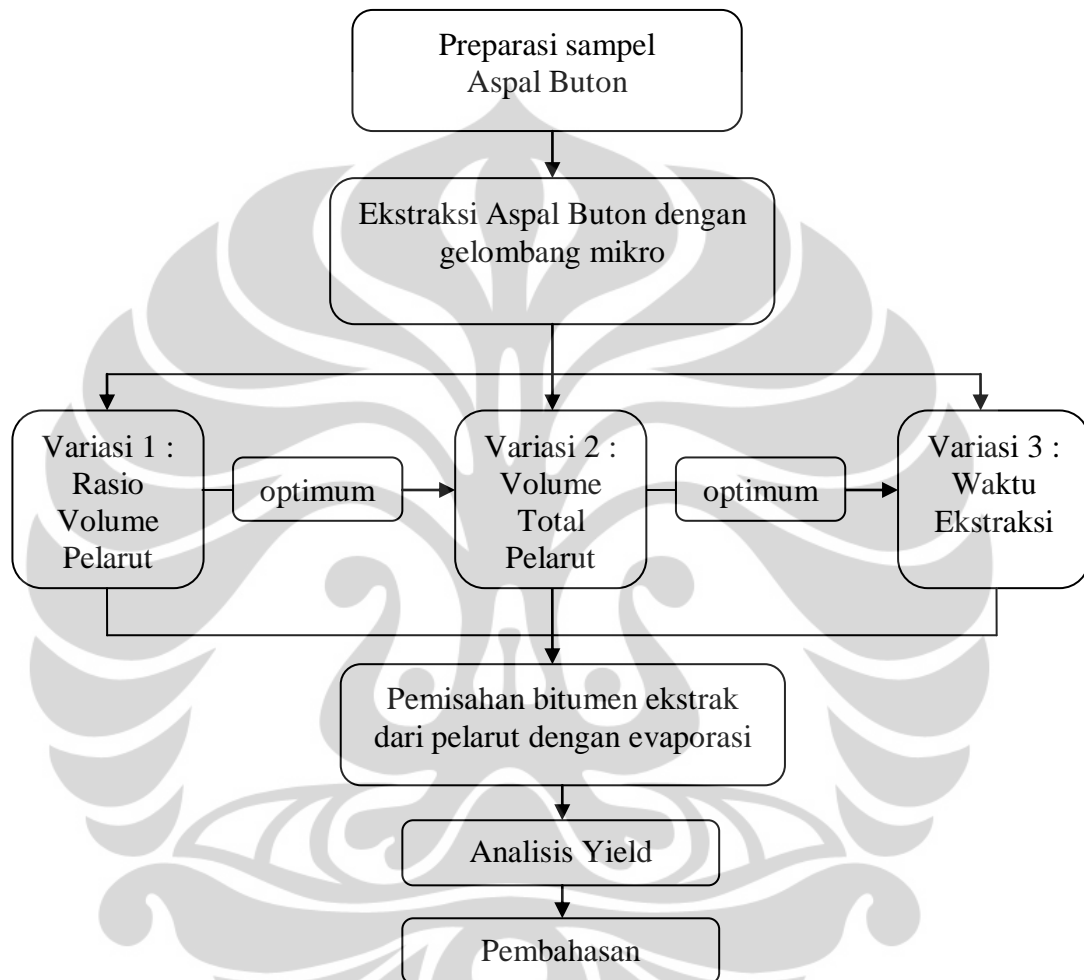 Preparasi sampel
Aspal Buton
Ekstraksi Aspal Buton dengan
gelombang mikro
Variasi 1 :
Rasio
Volume
Pelarut
optimum
Variasi 2 :
Volume
Total
Pelarut
optimum
Variasi 3 :
Waktu
Ekstraksi
Pemisahan bitumen ekstrak
dari pelarut dengan evaporasi
Analisis Yield
Pembahasan